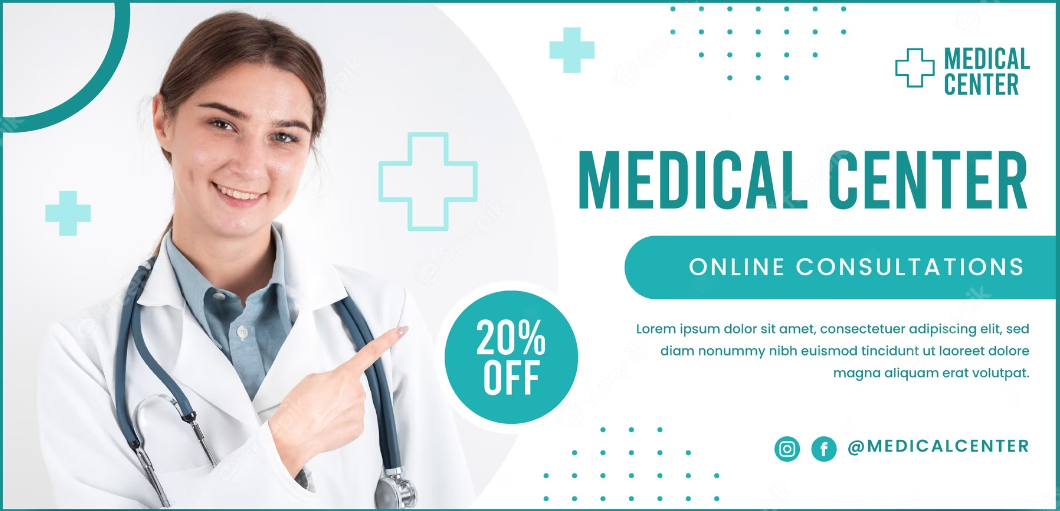 MEDICAL
CENTER
MEDICAL CENTER
ONLINE CONSULTATIONS
20%
OFF
Lorem ipsum dolor sit amet, consectetuer adipiscing elit, sed
diam nonummy nibh euismod tincidunt ut laoreet dolore
magna aliquam erat volutpat.
@MEDICALCENTER